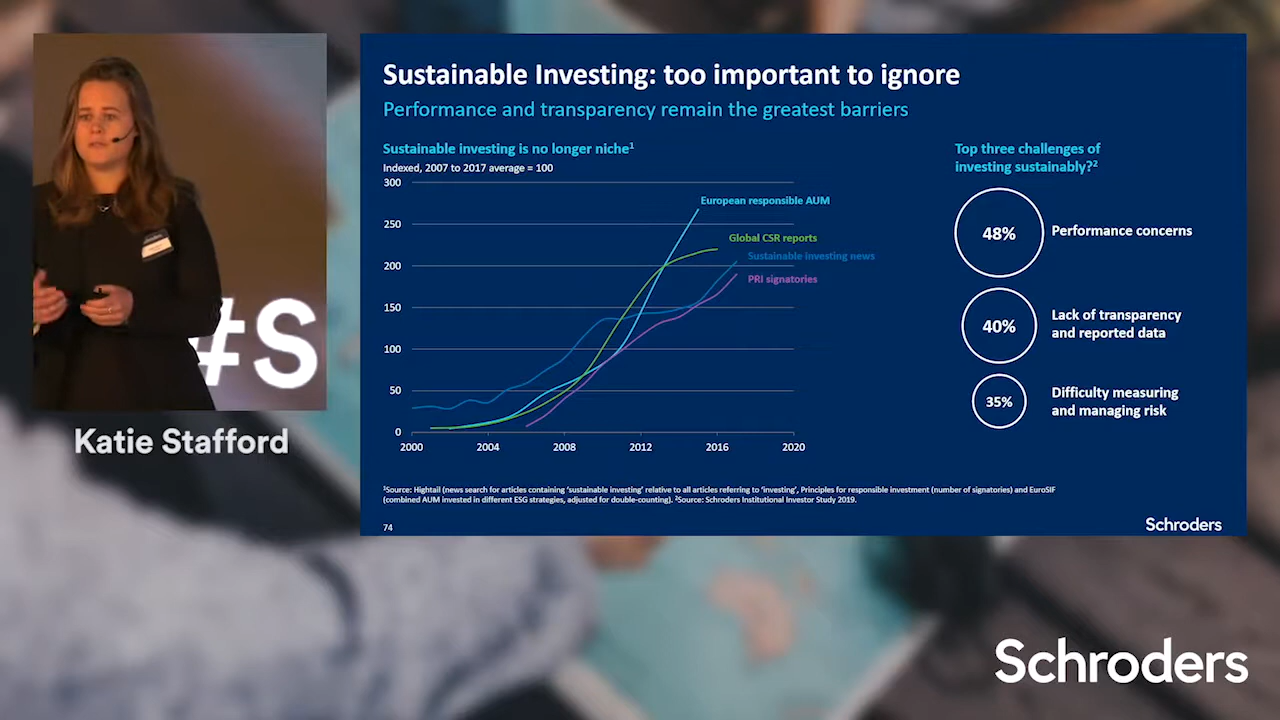 #S
Katie Stafford
Sustainable Investing: too important to ignore
Performance and transparency remain the greatest barriers
Sustainable investing is no longer niche¹
Indexed, 2007 to 2017 average = 100
300
250
200
150
100
50
0
2000 2004 2008 2012 2016 2020
European responsible AUM
Global CSR reports
Sustainable investing news
PRI signatories
Top three challenges of
investing sustainably?²
48% Performance concerns
40% Lack of transparency
and reported data
35% Difficulty measuring
and managing risk
¹Source: Hightail (news search for articles containing ‘sustainable investing’ relative to all articles referring to ‘investing’, Principles for responsible investment (number of signatories) and EuroSIF
(combined AUM invested in different ESG strategies, adjusted for double-counting). ²Source: Schroders Institutional Investor Study 2019.
74
Schroders
Schroders